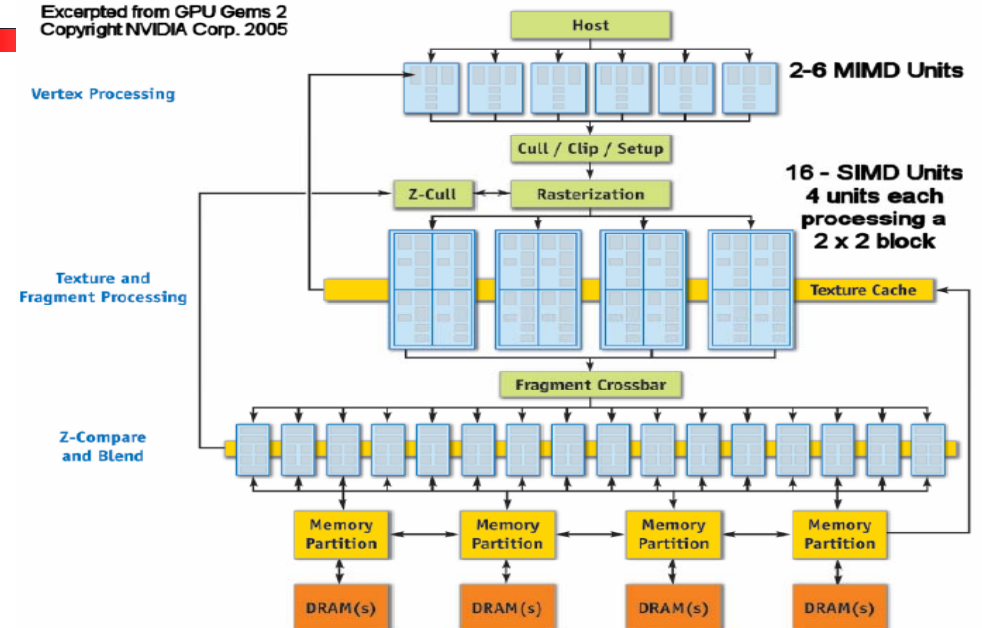 Excerpted from GPU Gems 2
Copyright NVIDIA Corp. 2005
Host
Vertex Processing
2-6 MIMD Units
Cull / Clip / Setup
Z-Cull
Rasterization
16 - SIMD Units
4 units each
processing a
2 x 2 block
Texture and
Fragment Processing
Texture Cache
Fragment Crossbar
Z-Compare
and Blend
Memory
Partition
Memory
Partition
Memory
Partition
Memory
Partition
DRAM(s)
DRAM(s)
DRAM(s)
DRAM(s)